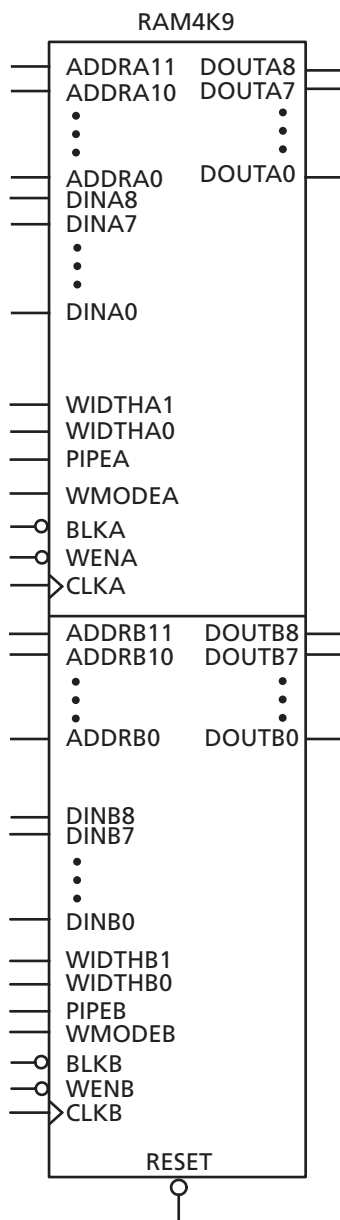 RAM4K9
ADDRA11 DOUTA8
ADDRA10 DOUTA7
ADDRA0 DOUTA0
DINA8
DINA7
DINA0
WIDTHA1
WIDTHA0
PIPEA
WMODEA
BLKA
WENA
CLKA
ADDRB11 DOUTB8
ADDRB10 DOUTB7
ADDRB0 DOUTB0
DINB8
DINB7
DINB0
WIDTHB1
WIDTHB0
PIPEB
WMODEB
BLKB
WENB
CLKB
RESET